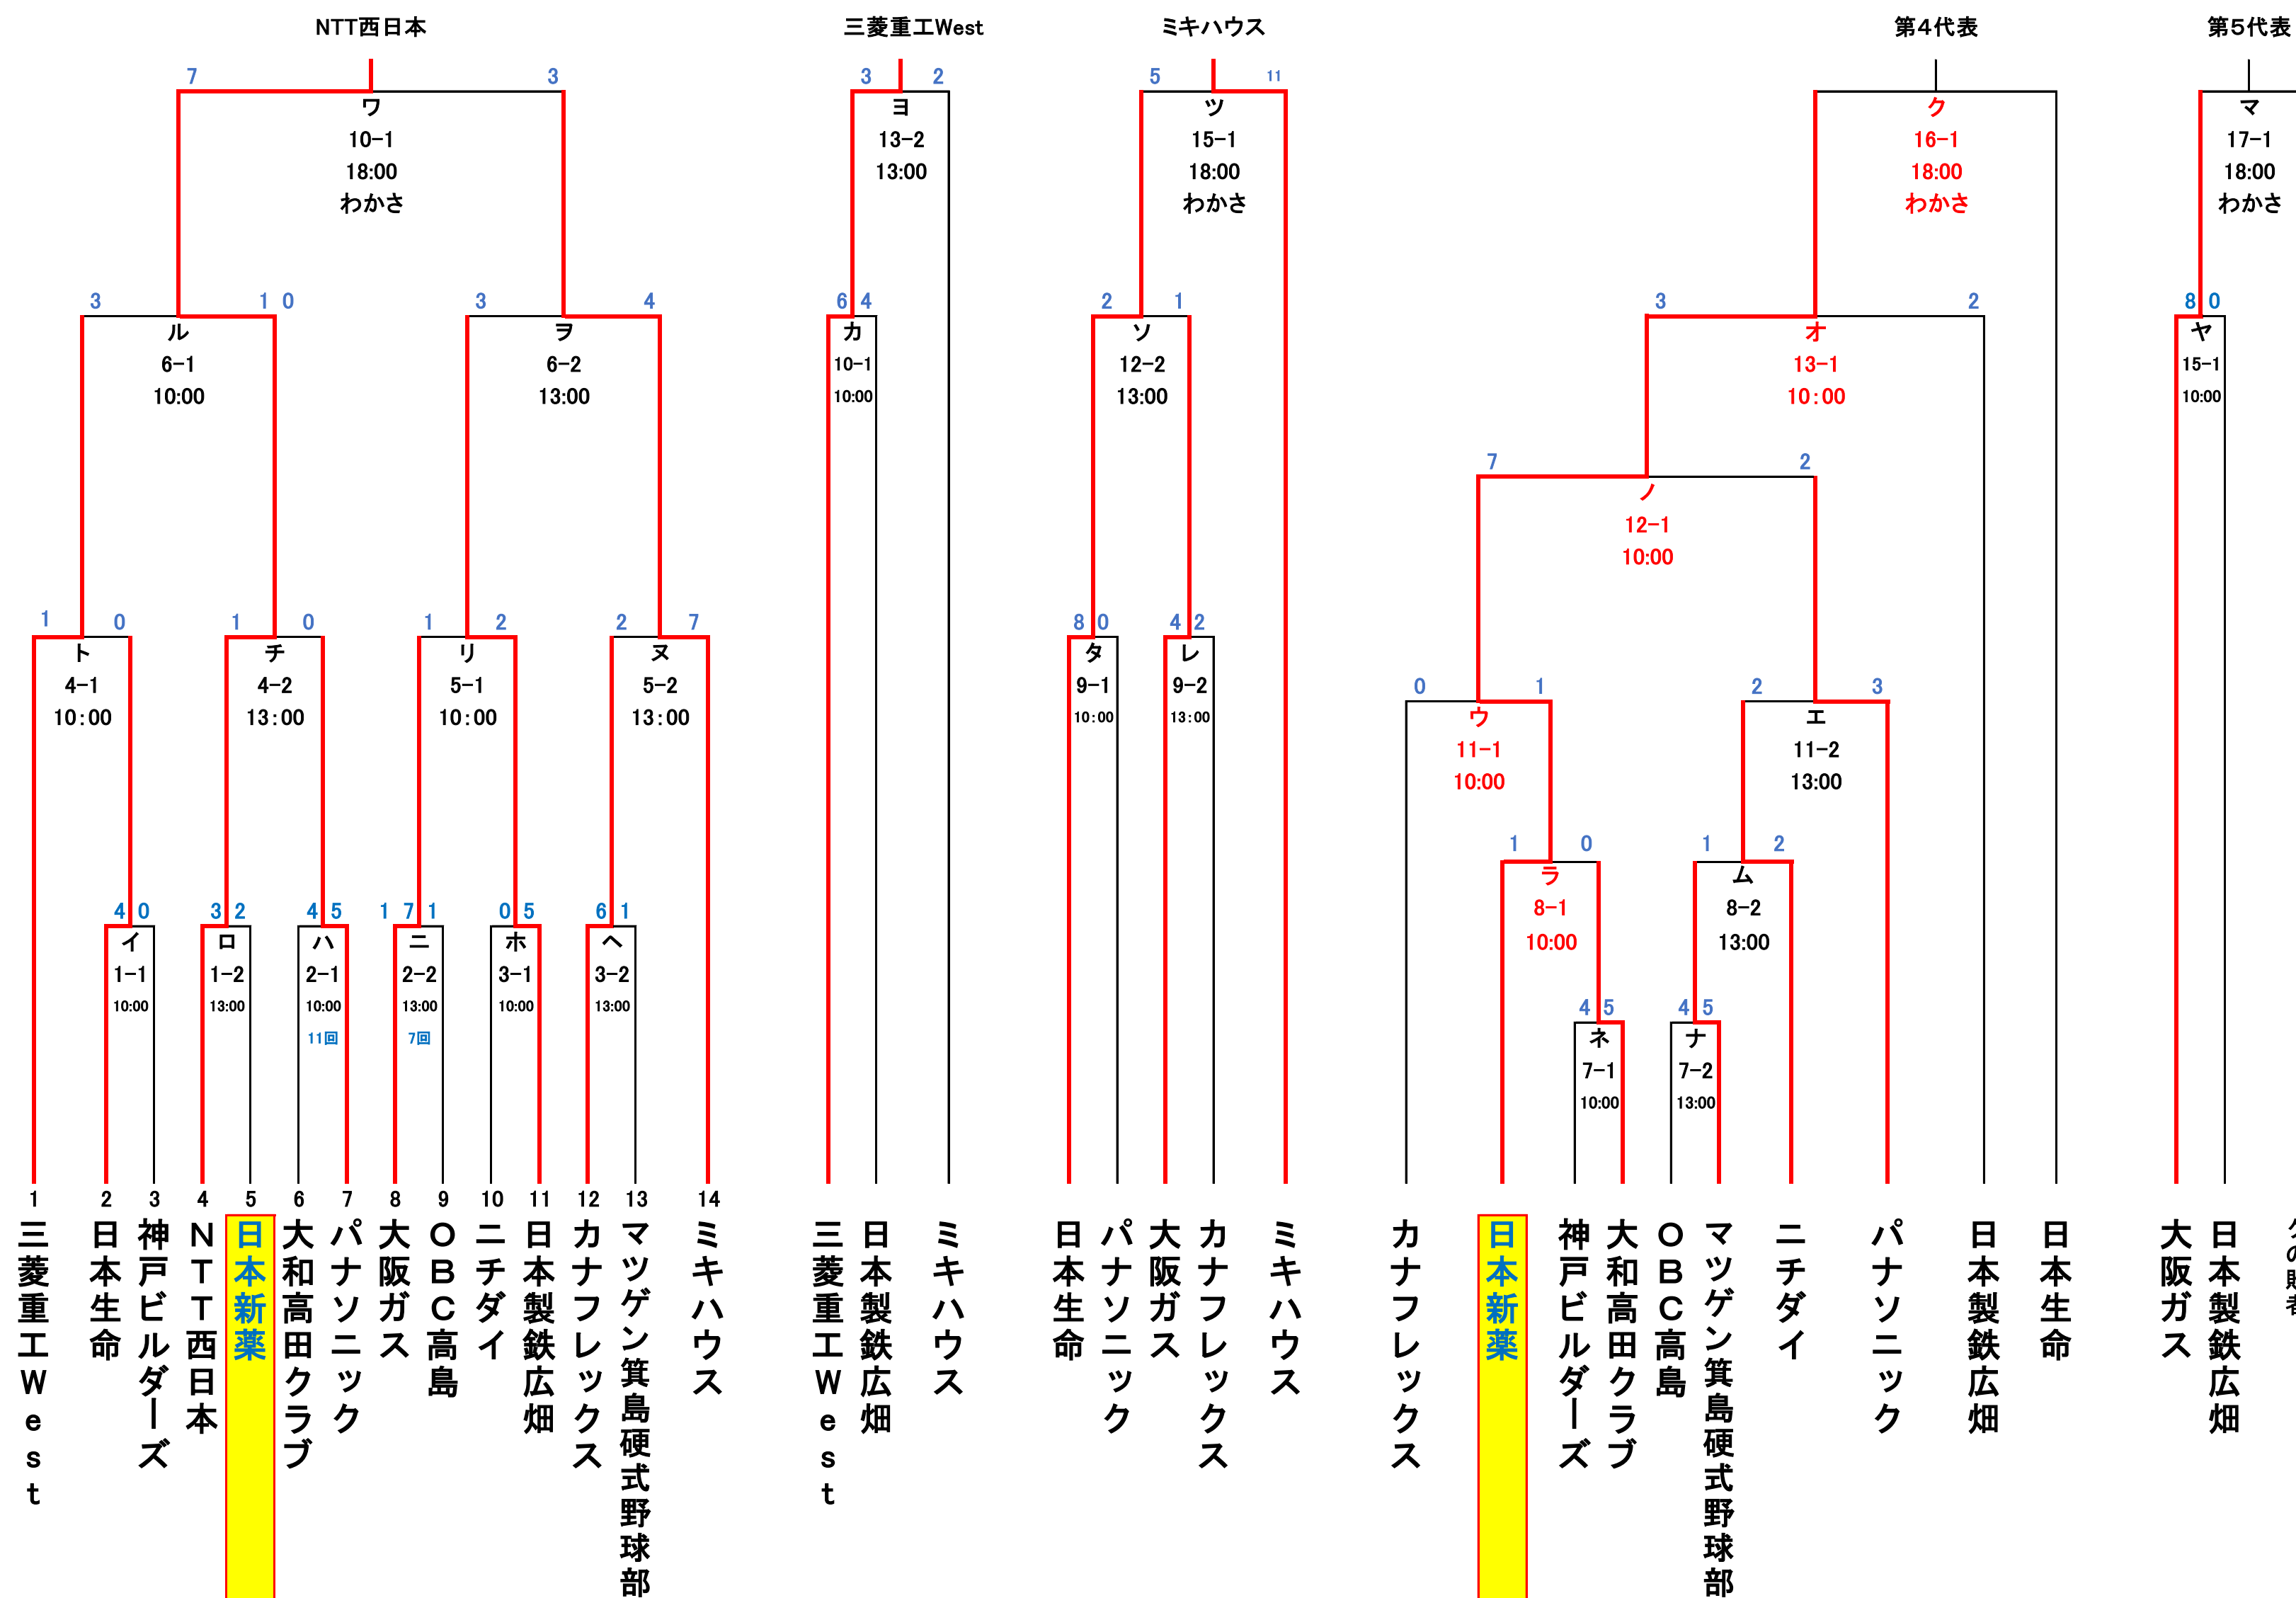 NTT西日本 三菱重工West ミキハウス 第4代表 第5代表
7 3 3 2 5 11
ワ ヨ ツ ク マ
10-1 13-2 15-1 16-1 17-1
18:00 13:00 18:00 18:00 18:00
わかさ わかさ わかさ わかさ
3 1 0 3 4 6 4 2 1 3 2 8 0
ル ヲ カ ソ オ ヤ
6-1 6-2 10-1 12-2 13-1 15-1
10:00 13:00 10:00 13:00 10:00 10:00
7 2
ノ
12-1
10:00
1 0 1 0 1 2 2 7 8 0 4 2
ト チ リ ヌ タ レ
4-1 4-2 5-1 5-2 9-1 9-2
10:00 13:00 10:00 13:00 10:00 13:00
0 1 2 3
ウ エ
11-1 11-2
10:00 13:00
1 0 1 2
ラ ム
8-1 8-2
10:00 13:00
4 0 3 2 4 5 1 7 1 0 5 6 1
イ ロ ハ ニ ホ ヘ
1-1 1-2 2-1 2-2 3-1 3-2
10:00 13:00 10:00 13:00 10:00 13:00
11回 7回
4 5 4 5
ネ ナ
7-1 7-2
10:00 13:00
1 2 3 4 5 6 7 8 9 10 11 12 13 14
三菱重工West
日本生命
神戸ビルダーズ
NTT西日本
日本新薬
大和高田クラブ
パナソニック
大阪ガス
OBC高島
ニチダイ
日本製鉄広畑
カナフレックス
マツゲン箕島硬式野球部
ミキハウス
三菱重工West
日本製鉄広畑
ミキハウス
日本生命
パナソニック
大阪ガス
カナフレックス
ミキハウス
カナフレックス
日本新薬
神戸ビルダーズ
大和高田クラブ
OBC高島
マツゲン箕島硬式野球部
ニチダイ
パナソニック
日本製鉄広畑
日本生命
大阪ガス
日本製鉄広畑